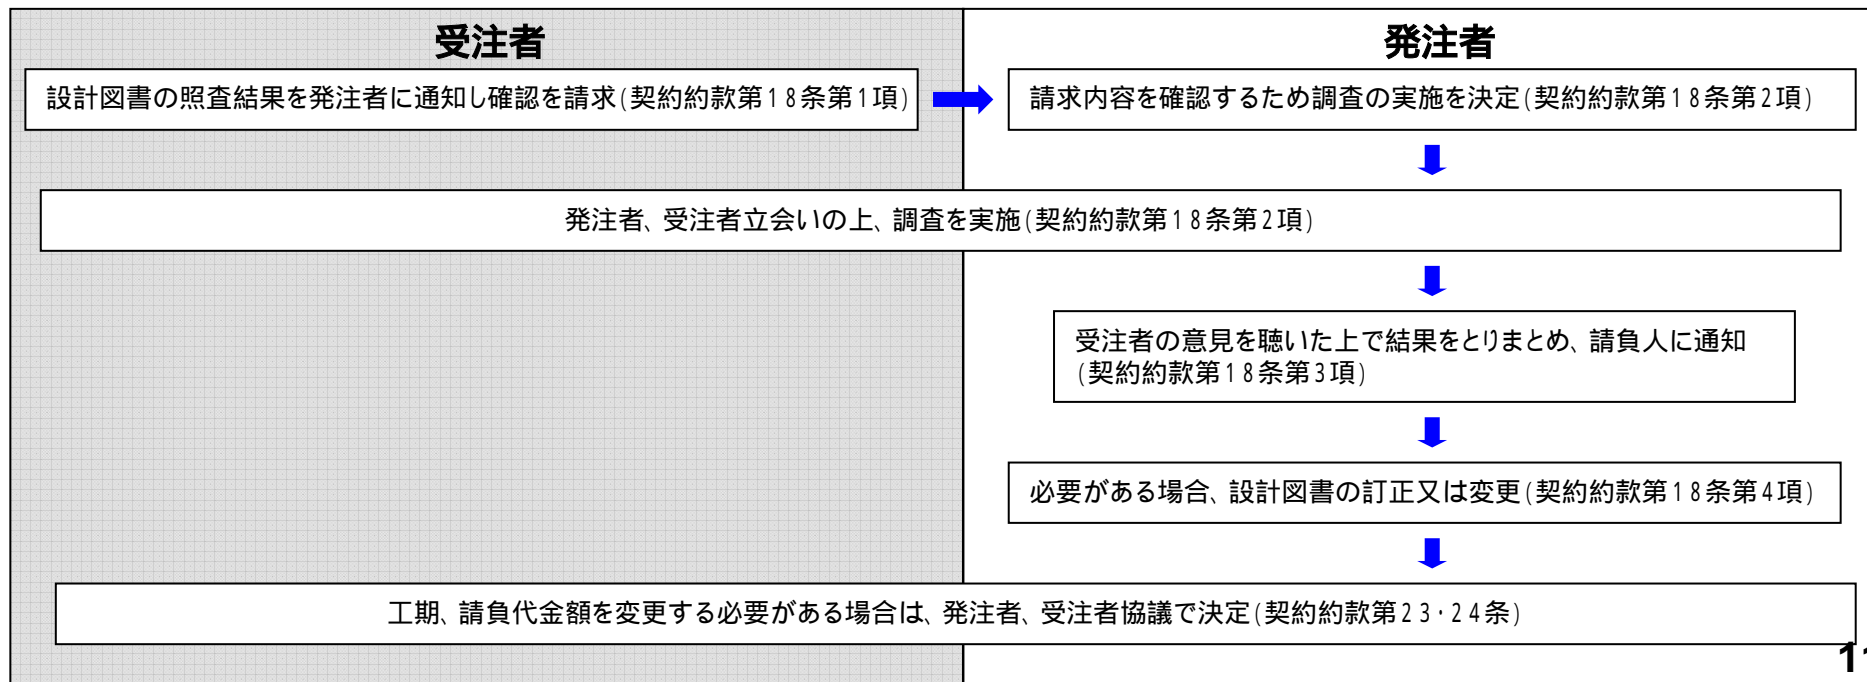 受注者
発注者
設計図書の照査結果を発注者に通知し確認を請求(契約約款第18条第1項)
請求内容を確認するため調査の実施を決定(契約約款第18条第2項)
発注者、受注者立会いの上、調査を実施(契約約款第18条第2項)
受注者の意見を聴いた上で結果をとりまとめ、請負人に通知
(契約約款第18条第3項)
必要がある場合、設計図書の訂正又は変更(契約約款第18条第4項)
工期、請負代金額を変更する必要がある場合は、発注者、受注者協議で決定(契約約款第23・24条)
11